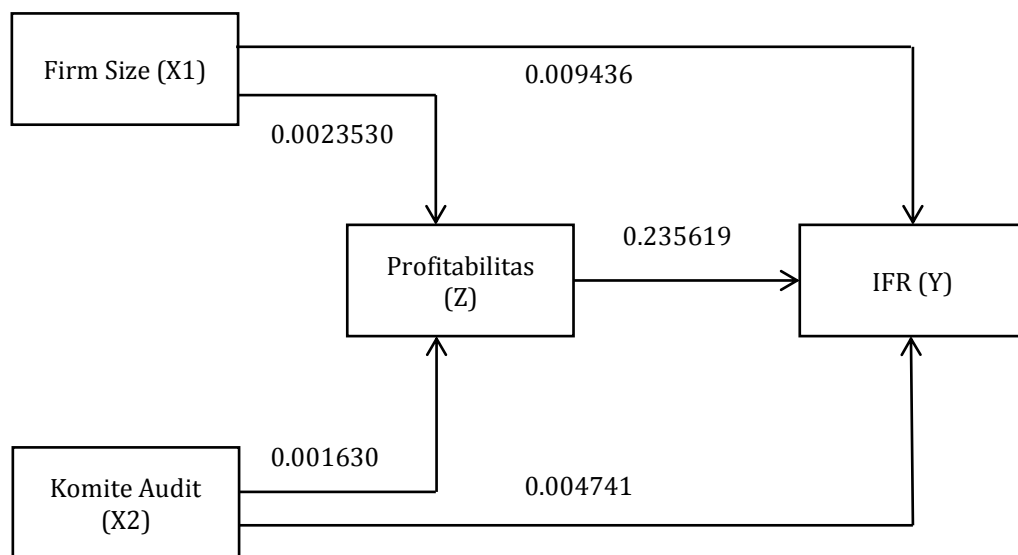 Firm Size (X1)
0.009436
0.0023530
0.235619
Profitabilitas
(Z)
IFR (Y)
0.001630
0.004741
Komite Audit
(X2)